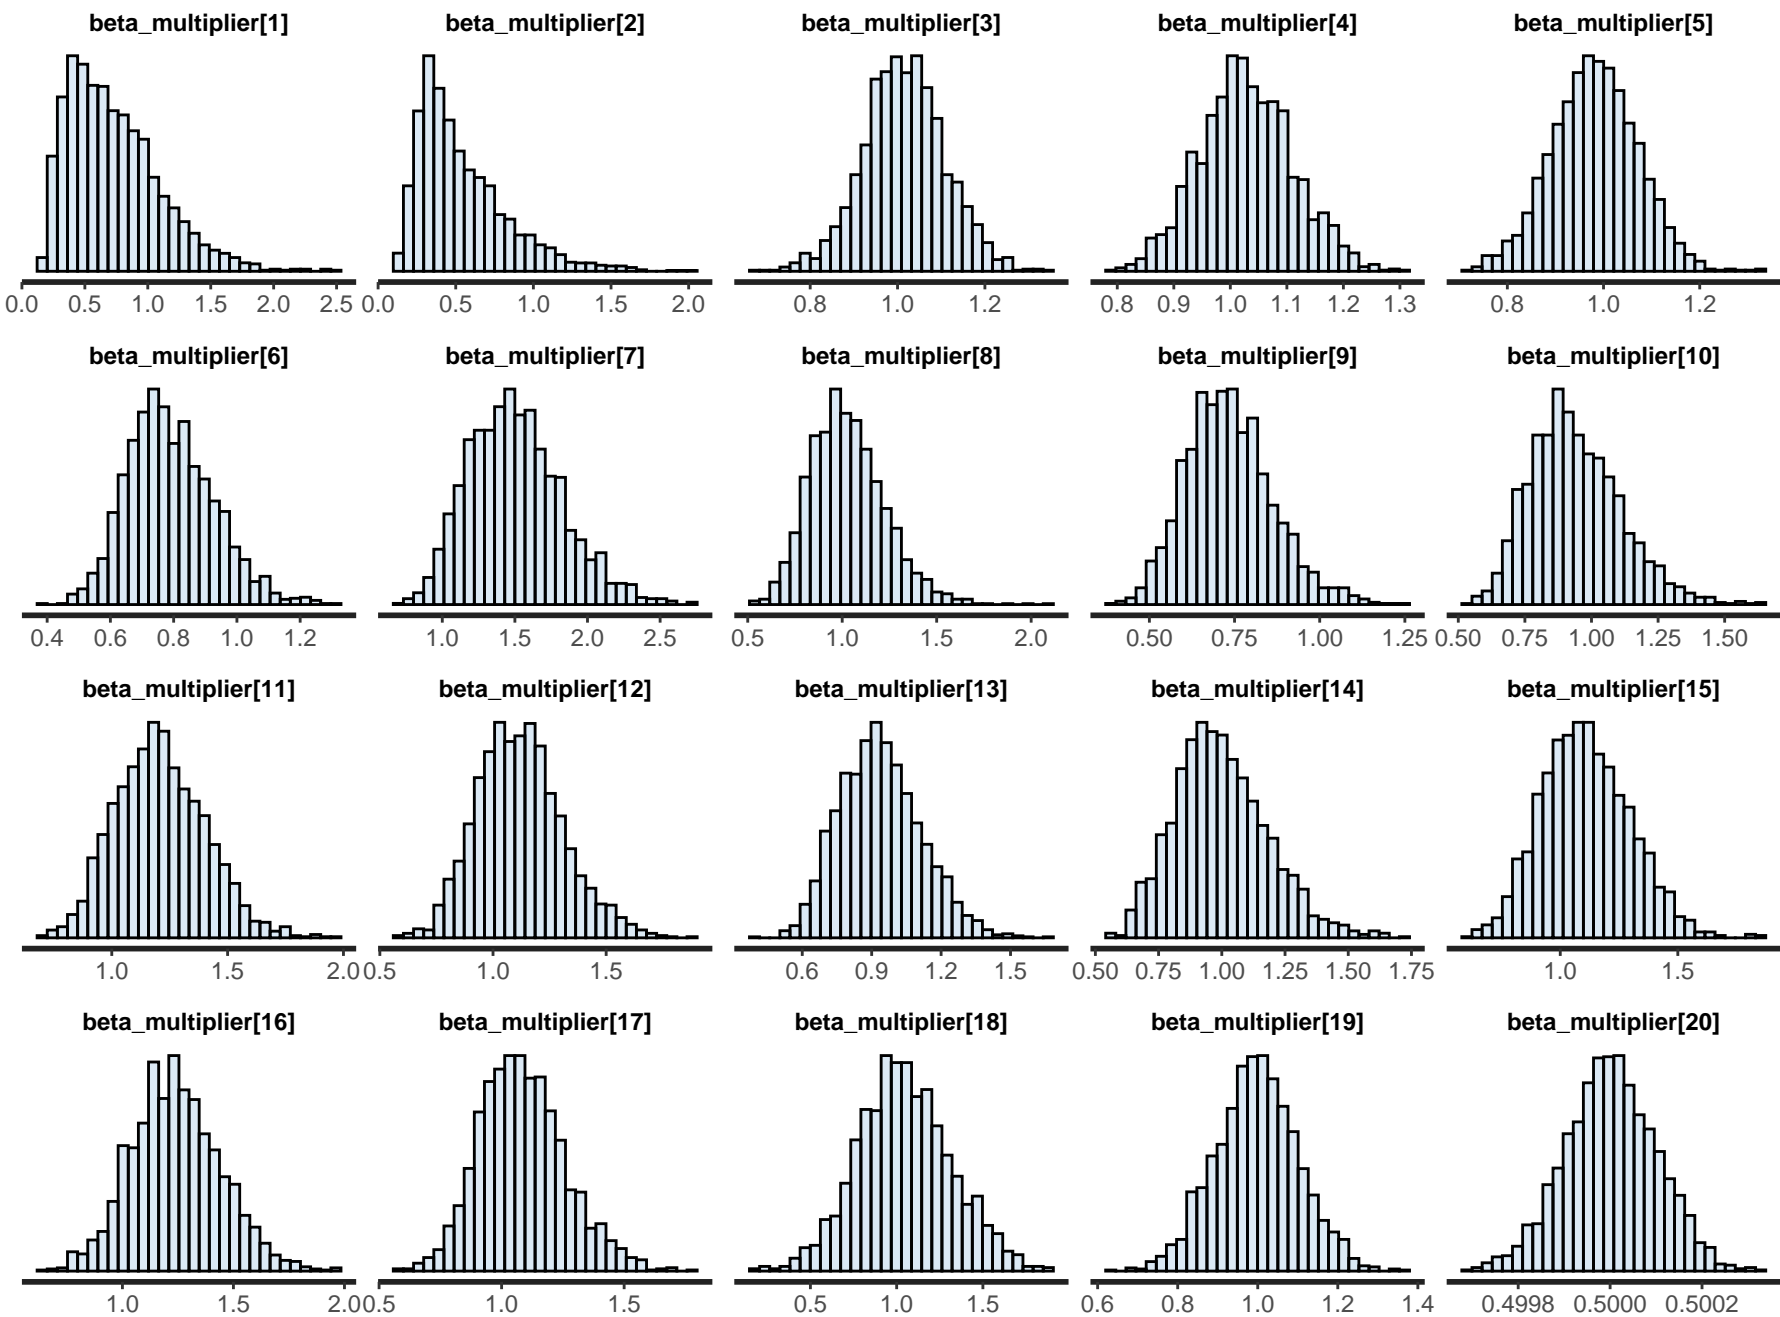 beta_multiplier[1] beta_multiplier[2] beta_multiplier[3] beta_multiplier[4] beta_multiplier[5]
0.0 0.5 1.0 1.5 2.0 2.5 0.0 0.5 1.0 1.5 2.0 0.8 1.0 1.2 0.8 0.9 1.0 1.1 1.2 1.3 0.8 1.0 1.2
beta_multiplier[6] beta_multiplier[7] beta_multiplier[8] beta_multiplier[9] beta_multiplier[10]
0.4 0.6 0.8 1.0 1.2 1.0 1.5 2.0 2.5 0.5 1.0 1.5 2.0 0.50 0.75 1.00 1.25 0.50 0.75 1.00 1.25 1.50
beta_multiplier[11] beta_multiplier[12] beta_multiplier[13] beta_multiplier[14] beta_multiplier[15]
1.0 1.5 2.0 0.5 1.0 1.5 0.6 0.9 1.2 1.5 0.50 0.75 1.00 1.25 1.50 1.75 1.0 1.5
beta_multiplier[16] beta_multiplier[17] beta_multiplier[18] beta_multiplier[19] beta_multiplier[20]
1.0 1.5 2.0 0.5 1.0 1.5 0.5 1.0 1.5 0.6 0.8 1.0 1.2 1.4 0.4998 0.5000 0.5002